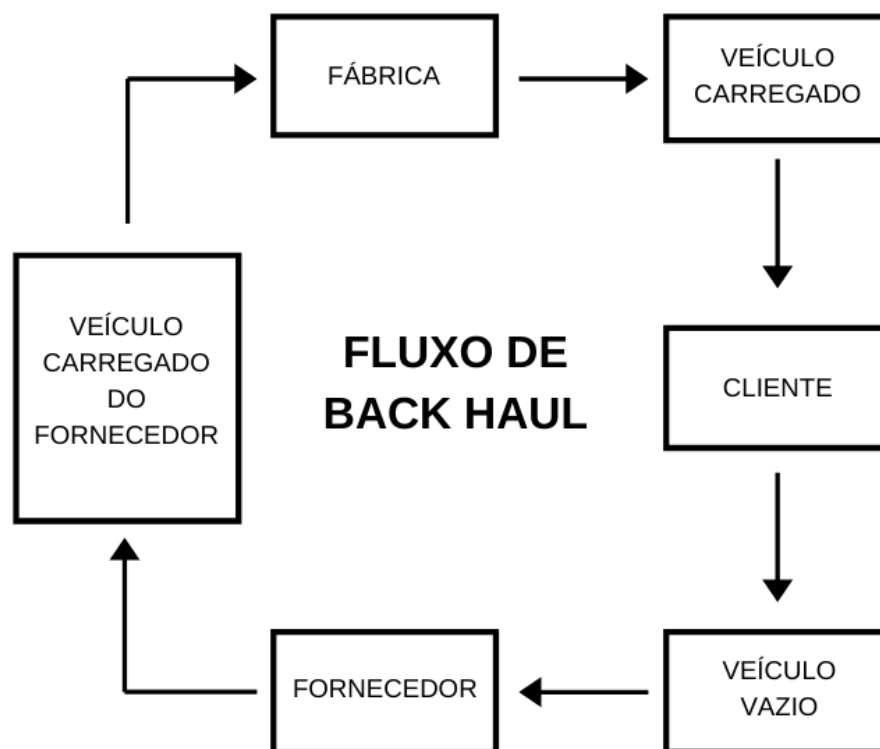 FÁBRICA
VEÍCULO
CARREGADO
CLIENTE
VEÍCULO
VAZIO
FORNECEDOR
VEÍCULO
CARREGADO
DO
FORNECEDOR
FLUXO DE
BACK HAUL